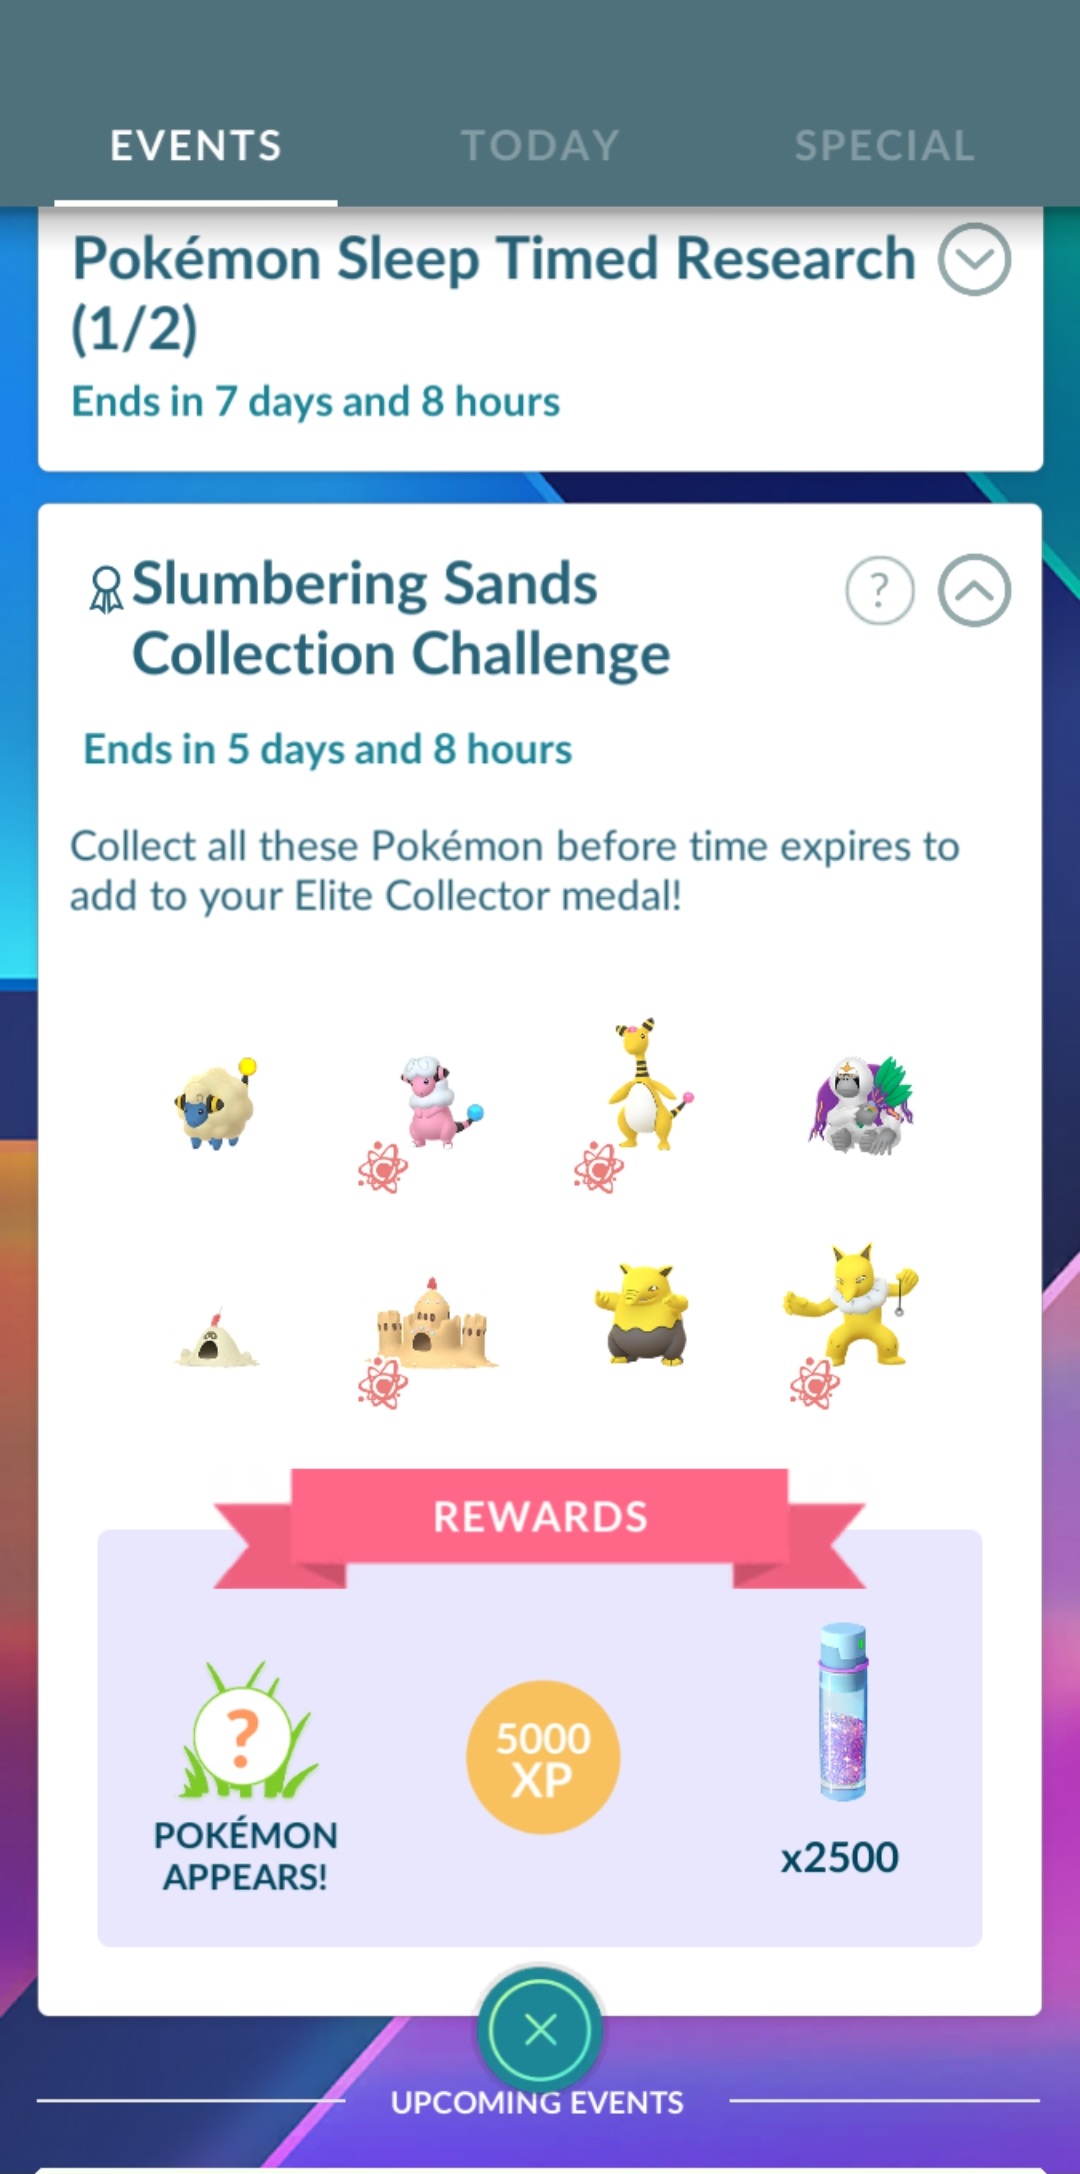 EVENTS
TODAY
SPECIAL
Pokémon Sleep Timed Research
(1/2)
Ends in 7 days and 8 hours
Slumbering Sands
Collection Challenge
?
Ends in 5 days and 8 hours
Collect all these Pokémon before time expires to
add to your Elite Collector medal!
REWARDS
?
POKÉMON
APPEARS!
5000
XP
x2500
UPCOMING EVENTS